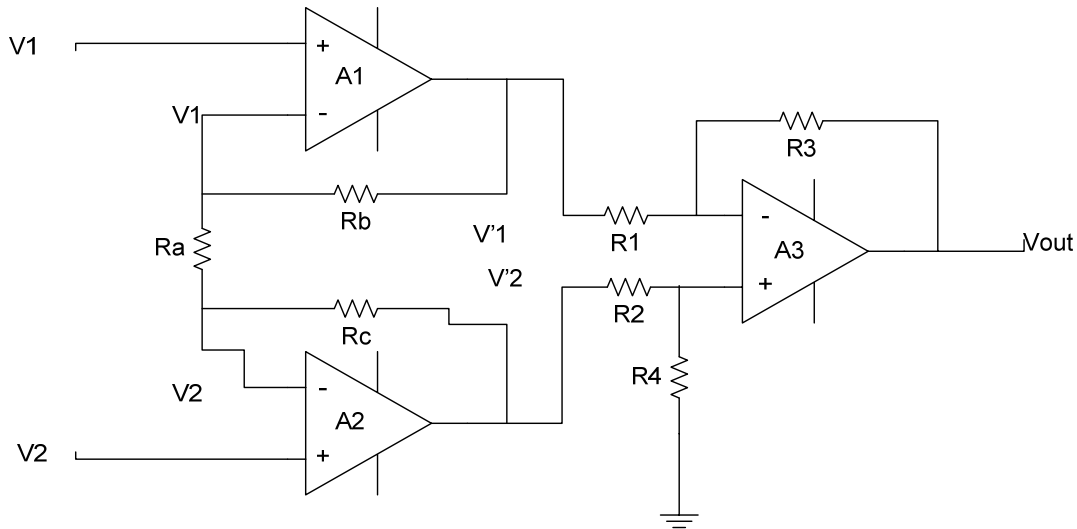 V1
+
A1
V1
-
R3
Rb
Ra
V'1
R1
-
A3
Vout
V'2
+
R2
Rc
R4
V2
-
A2
V2
+